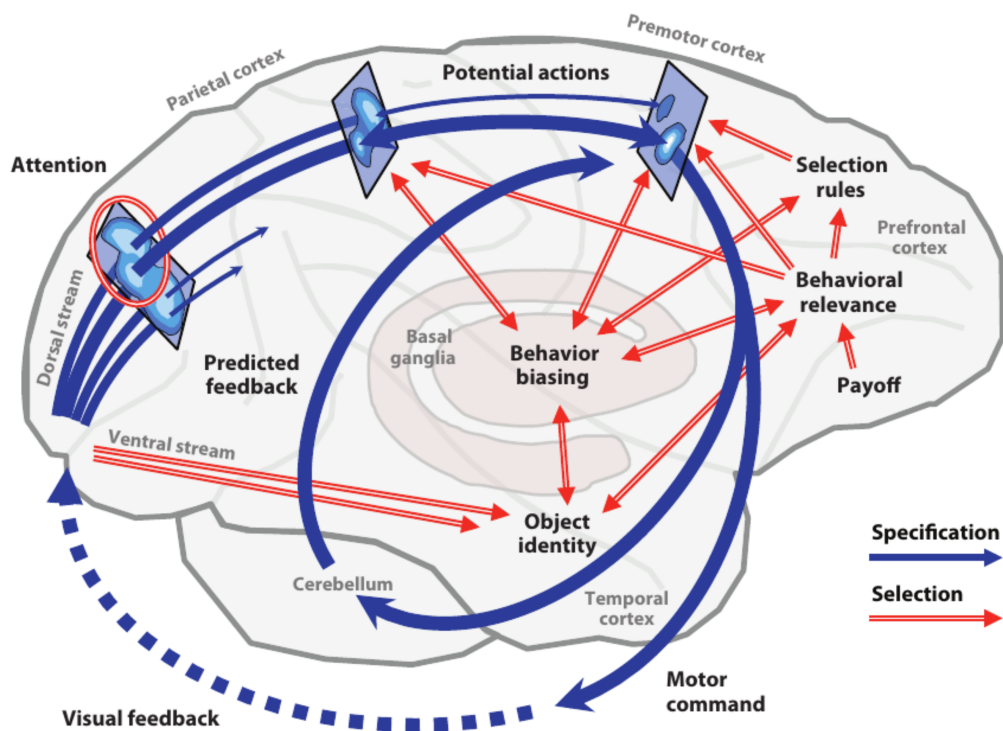 Premotor cortex
Parietal cortex
Potential actions
Attention
Selection
rules
Prefrontal
cortex
Behavioral
relevance
Dorsal stream
Basal
ganglia
Behavior
biasing
Predicted
feedback
Payoff
Ventral stream
Object
identity
Specification
Cerebellum
Selection
Temporal
cortex
Motor
command
Visual feedback